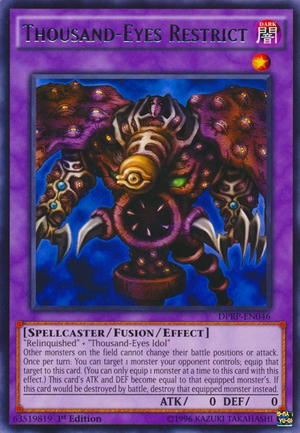 THOUSAND-EYES RESTRICT
DARK
闇
DPRP-EN046
[SPELLCASTER/FUSION/EFFECT]
"Relinquished" + "Thousand-Eyes Idol"
Other monsters on the field cannot change their battle positions or attack.
Once per turn: You can target 1 monster your opponent controls; equip that
target to this card. (You can only equip 1 monster at a time to this card with this
effect.) This card's ATK and DEF become equal to that equipped monster's. If
this card would be destroyed by battle, destroy that equipped monster instead.
ATK/ 0 DEF/ 0
63519819 1st Edition ©1996 KAZUKI TAKAHASHI